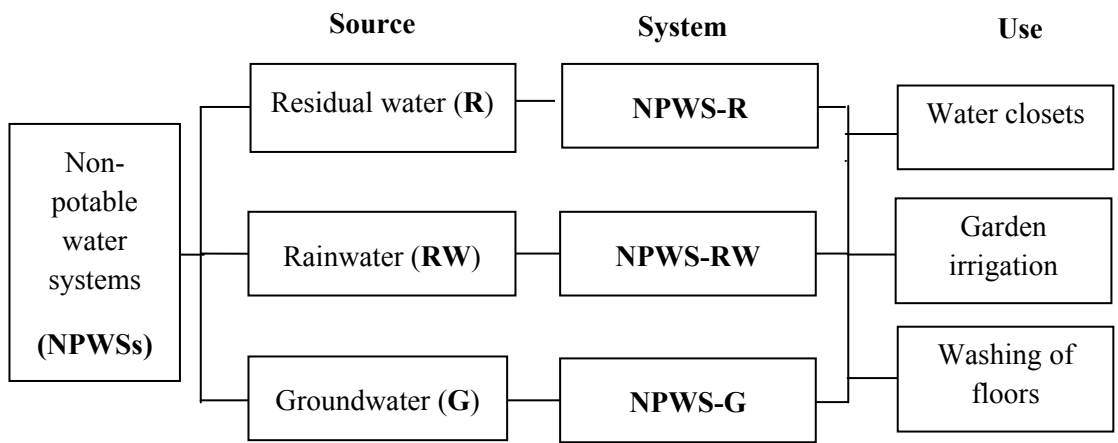 Source
System
Use
Non-
potable
water
systems
(NPWSs)
Residual water (R)
NPWS-R
Water closets
Rainwater (RW)
NPWS-RW
Garden
irrigation
Groundwater (G)
NPWS-G
Washing of
floors